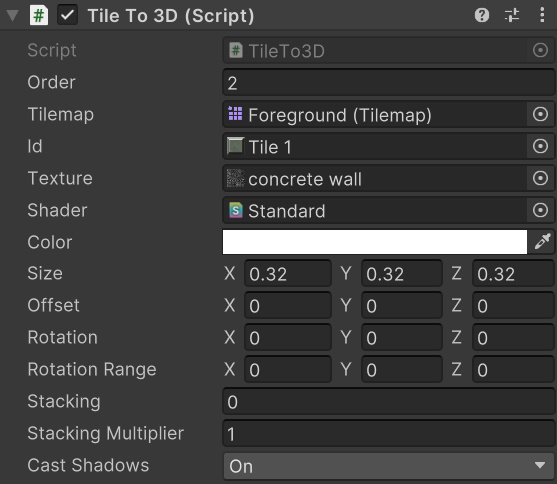 Tile To 3D (Script)
Script TileTo3D
Order 2
Tilemap Foreground (Tilemap)
Id Tile 1
Texture concrete wall
Shader Standard
Color
Size X 0.32 Y 0.32 Z 0.32
Offset X 0 Y 0 Z 0
Rotation X 0 Y 0 Z 0
Rotation Range X 0 Y 0 Z 0
Stacking 0
Stacking Multiplier 1
Cast Shadows On